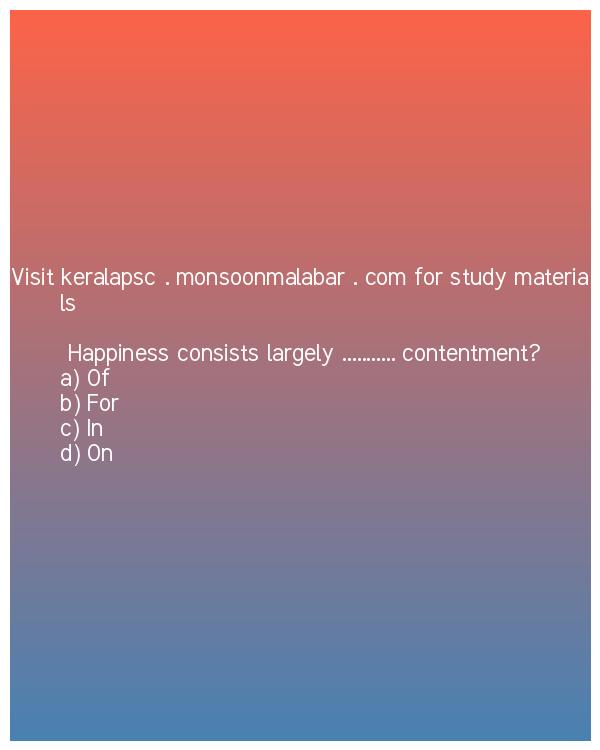 Visit keralapsc . monsoonmalabar . com for study materia
ls
Happiness consists largely ........... contentment?
a) Of
b) For
c) In
d) On